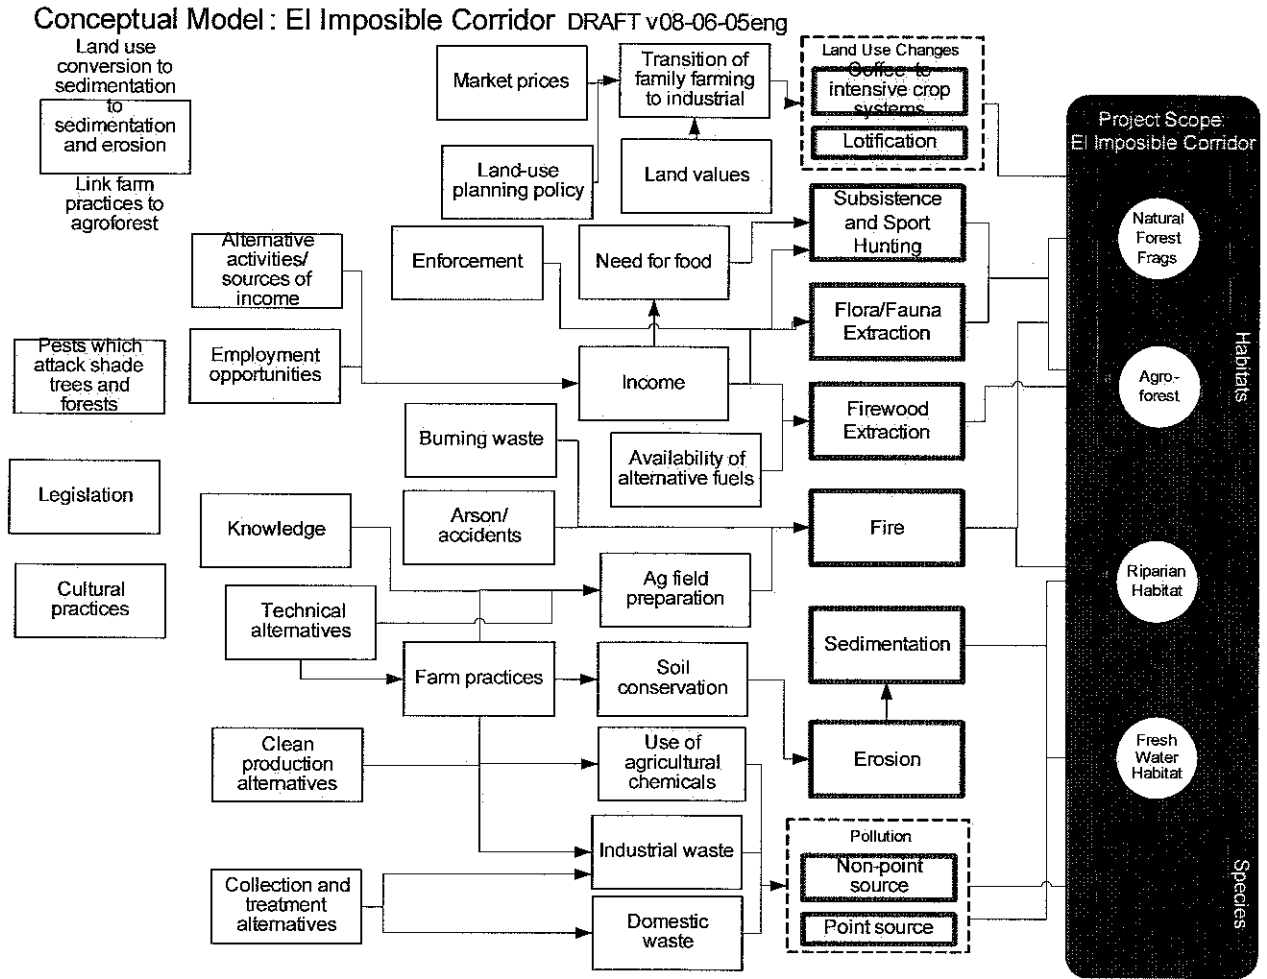 Conceptual Model: El Imposible Corridor DRAFT v08-06-05eng
Land use
conversion to
sedimentation
to
sedimentation
and erosion
Link farm
practices to
agroforest
Market prices
Transition of
family farming
to industrial
Land Use Changes
Coffee to
intensive crop
systems
Lotification
Land-use
planning policy
Land values
Project Scope:
El Imposible Corridor
Alternative
activities/
sources of
income
Enforcement
Need for food
Subsistence
and Sport
Hunting
Natural
Forest
Frags
Flora/Fauna
Extraction
Pests which
attack shade
trees and
forests
Employment
opportunities
Income
Firewood
Extraction
Agro-
forest
Habitats
Burning waste
Availability of
alternative fuels
Legislation
Knowledge
Arson/
accidents
Fire
Cultural
practices
Technical
alternatives
Ag field
preparation
Riparian
Habitat
Farm practices
Soil
conservation
Sedimentation
Clean
production
alternatives
Use of
agricultural
chemicals
Erosion
Fresh
Water
Habitat
Industrial waste
Pollution
Non-point
source
Point source
Collection and
treatment
alternatives
Domestic
waste
Species